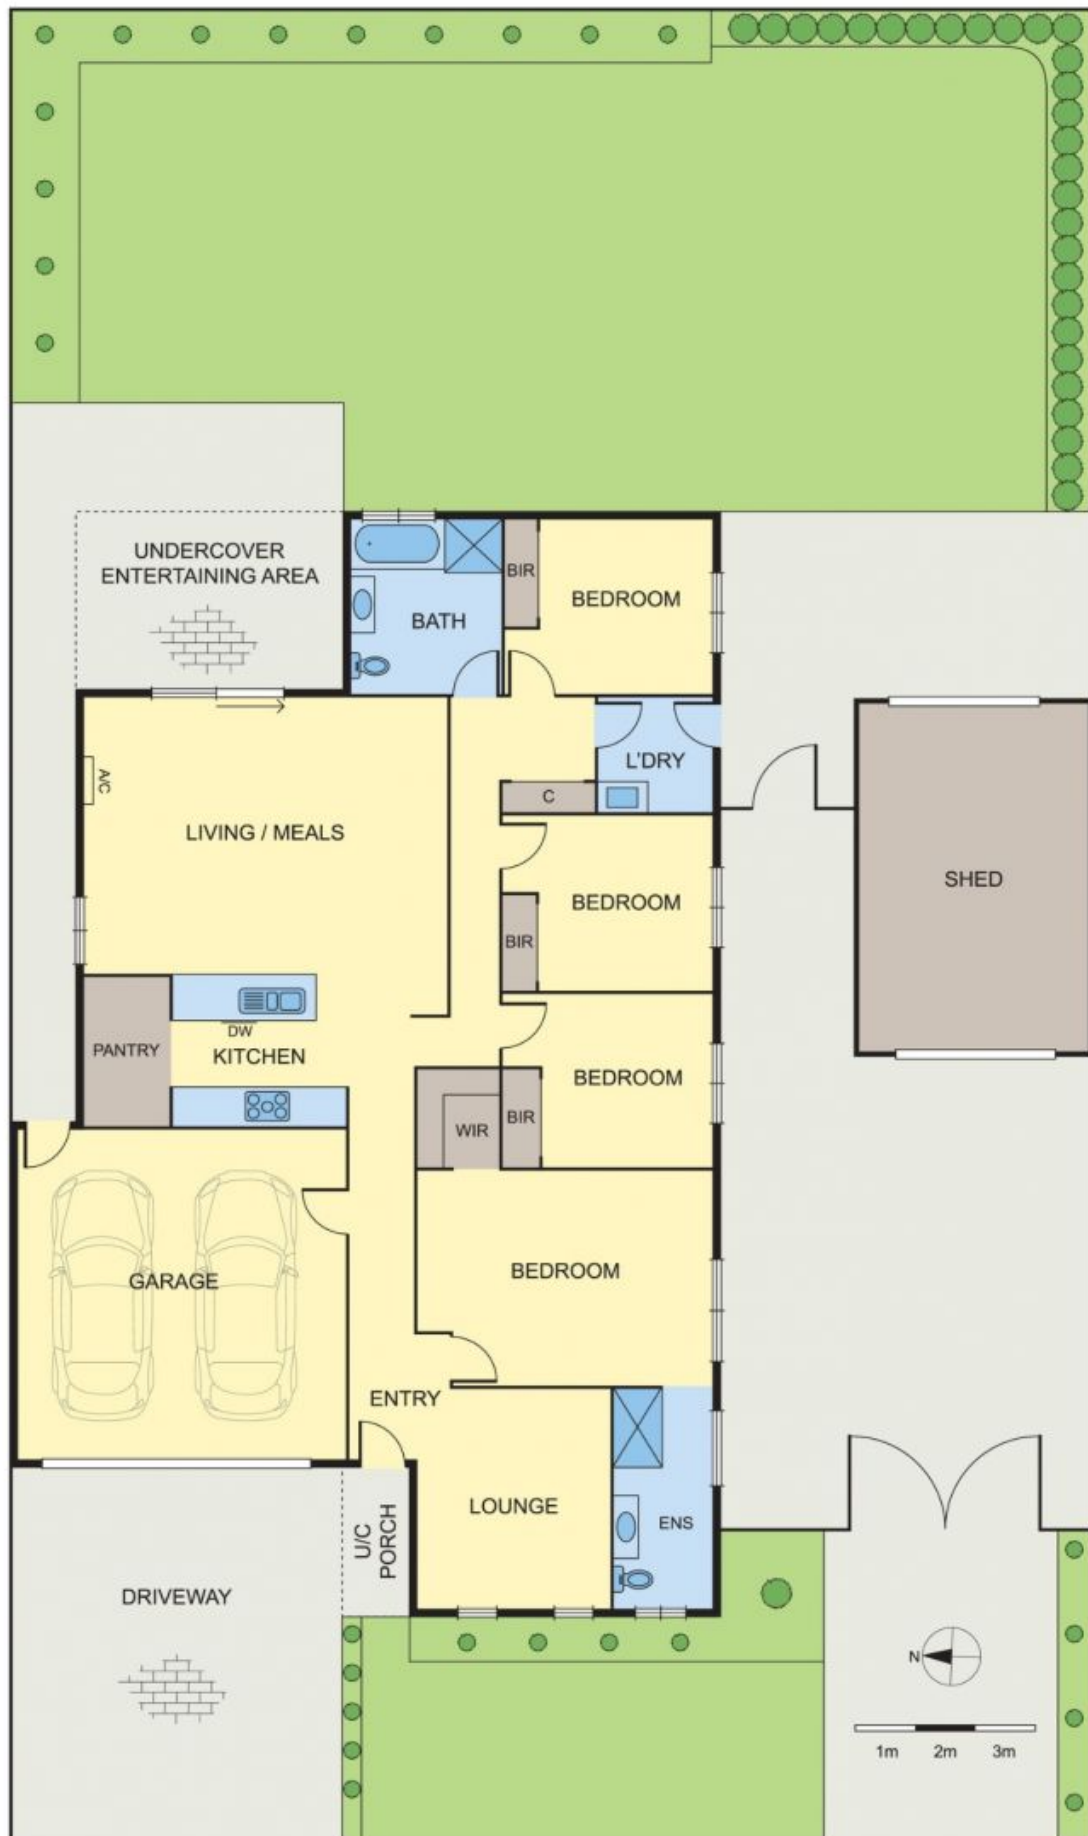 UNDERCOVER
ENTERTAINING AREA
BIR
BEDROOM
BATH
L'DRY
A/C
C
LIVING / MEALS
SHED
BEDROOM
BIR
DW
PANTRY
KITCHEN
BEDROOM
WIR
BIR
GARAGE
BEDROOM
ENTRY
LOUNGE
ENS
U/C
PORCH
DRIVEWAY
N
1m 2m 3m